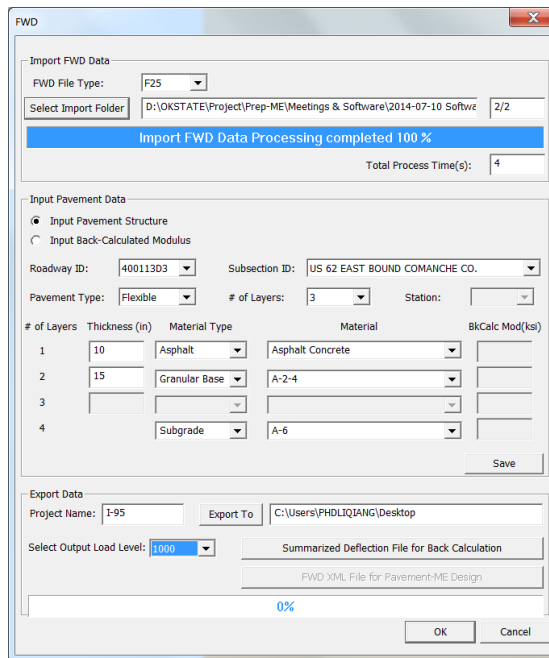 FWD
Import FWD Data
FWD File Type: F25
Select Import Folder D:\OKSTATE\Project\Prep-ME\Meetings & Software\2014-07-10 Softwa 2/2
Import FWD Data Processing completed 100 %
Total Process Time(s): 4
Input Pavement Data
Input Pavement Structure
Input Back-Calculated Modulus
Roadway ID: 400113D3 Subsection ID: US 62 EAST BOUND COMANCHE CO.
Pavement Type: Flexible # of Layers: 3 Station:
# of Layers Thickness (in) Material Type Material BkCalc Mod(ksi)
1 10 Asphalt Asphalt Concrete
2 15 Granular Base A-2-4
3
4 Subgrade A-6
Save
Export Data
Project Name: I-95 Export To C:\Users\PHDLIQIANG\Desktop
Select Output Load Level: 1000 Summarized Deflection File for Back Calculation
FWD XML File for Pavement-ME Design
0%
OK Cancel